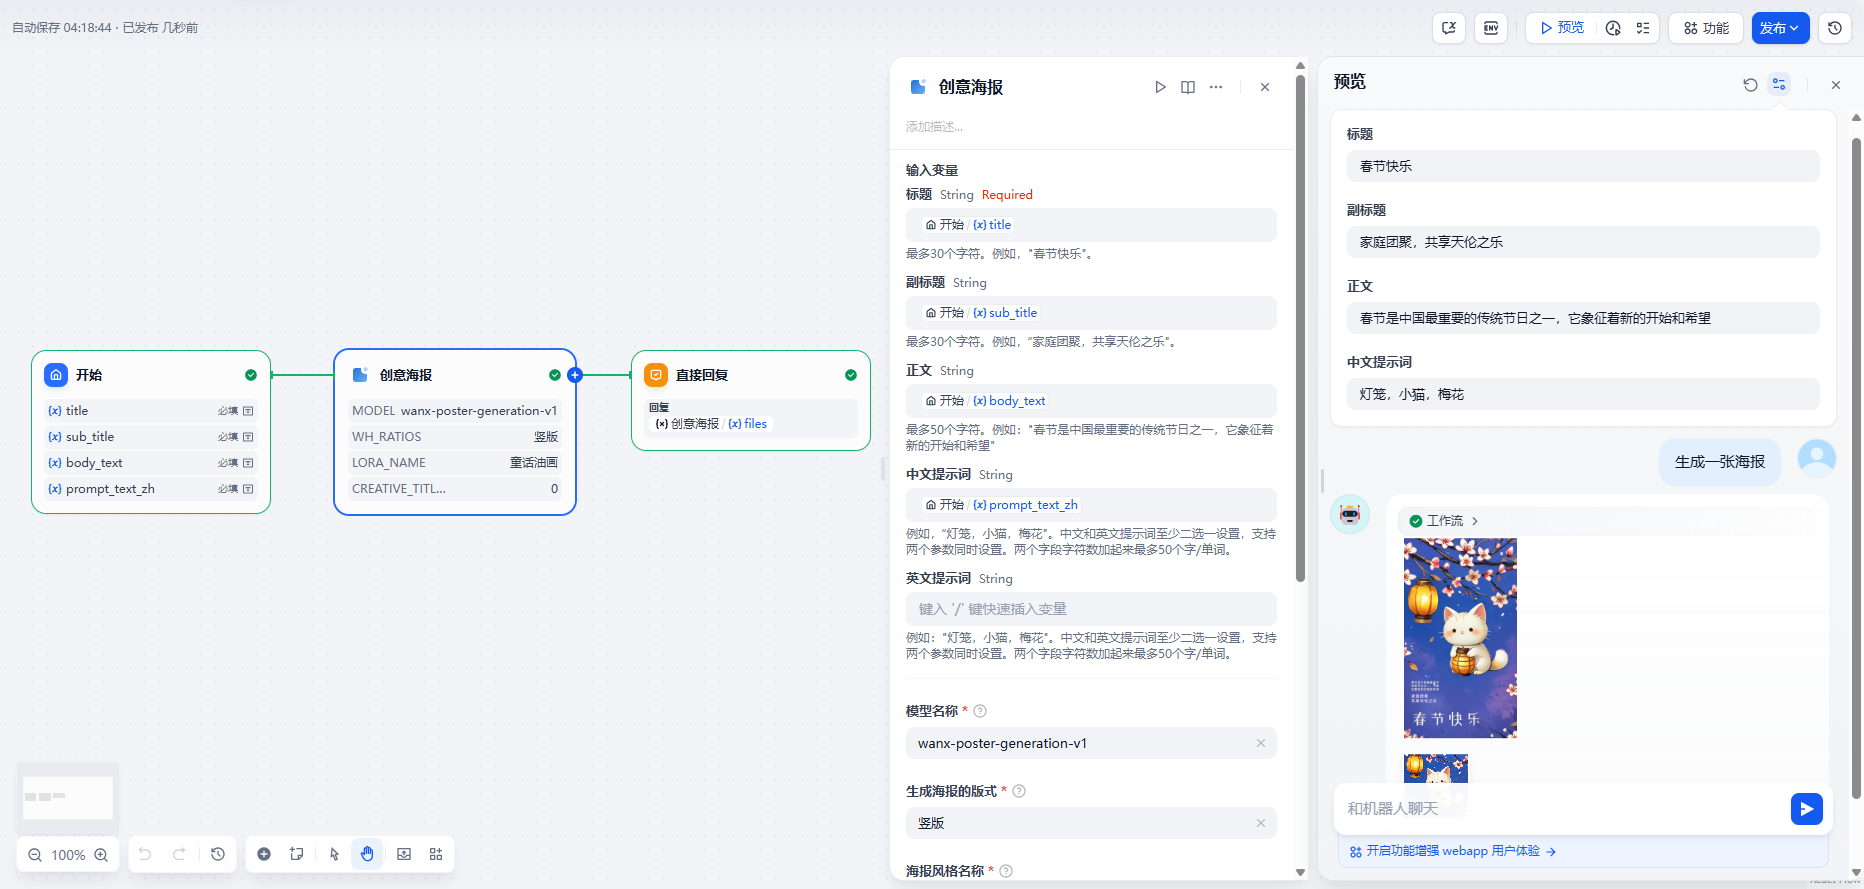 自动保存 04:18:44 · 已发布 几秒前
ENV
预览
功能
发布
开始
title 必填
sub_title 必填
body_text 必填
prompt_text_zh 必填
创意海报
MODEL wanx-poster-generation-v1
WH_RATIOS 竖版
LORA_NAME 童话油画
CREATIVE_TITL... 0
直接回复
回复
{x} 创意海报 / {x} files
100%
创意海报
添加描述...
输入变量
标题 String Required
开始 / {x} title
最多30个字符。例如，"春节快乐"。
副标题 String
开始 / {x} sub_title
最多30个字符。例如，“家庭团聚，共享天伦之乐"。
正文 String
开始 / {x} body_text
最多50个字符。例如："春节是中国最重要的传统节日之一，它象征着
新的开始和希望"
中文提示词 String
开始 / {x} prompt_text_zh
例如，“灯笼，小猫，梅花"。中文和英文提示词至少二选一设置，支持
两个参数同时设置。两个字段字符数加起来最多50个字/单词。
英文提示词 String
键入 '/' 键快速插入变量
例如："灯笼，小猫，梅花"。中文和英文提示词至少二选一设置，支持
两个参数同时设置。两个字段字符数加起来最多50个字/单词。
模型名称 *
wanx-poster-generation-v1
生成海报的版式 *
竖版
海报风格名称 *
预览
标题
春节快乐
副标题
家庭团聚，共享天伦之乐
正文
春节是中国最重要的传统节日之一，它象征着新的开始和希望
中文提示词
灯笼，小猫，梅花
生成一张海报
工作流
春节快乐
和机器人聊天
开启功能增强 webapp 用户体验